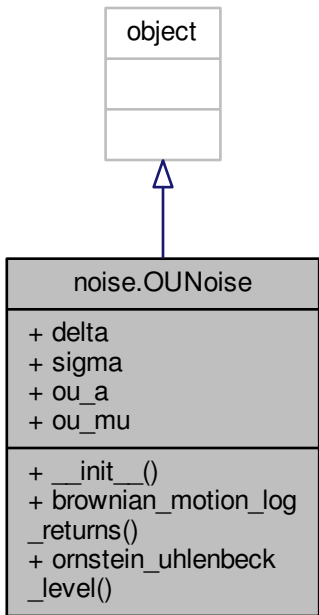 object
noise.OUNoise
+ delta
+ sigma
+ ou_a
+ ou_mu
+ __init__()
+ brownian_motion_log
_returns()
+ ornstein_uhlenbeck
_level()